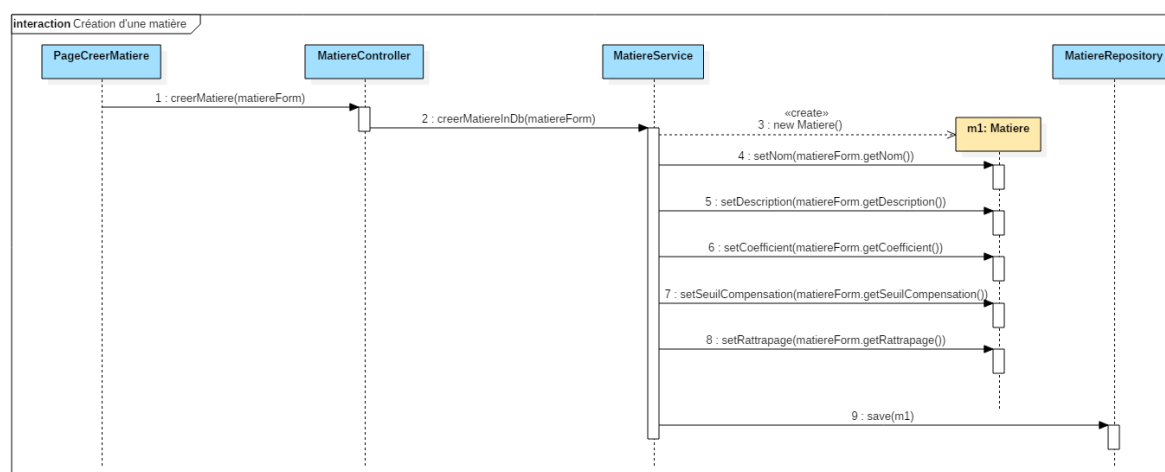 interaction Création d'une matière
PageCreerMatiere
MatiereController
MatiereService
MatiereRepository
1 : creerMatiere(matiereForm)
2 : creerMatiereInDb(matiereForm)
«create»
3 : new Matiere()
m1: Matiere
4 : setNom(matiereForm.getNom())
5 : setDescription(matiereForm.getDescription()
6 : setCoefficient(matiereForm.getCoefficient()
7 : setSeuilCompensation(matiereForm.getSeuilCompensation())
8 : setRattrapage(matiereForm.getRattrapage())
9 : save(m1)